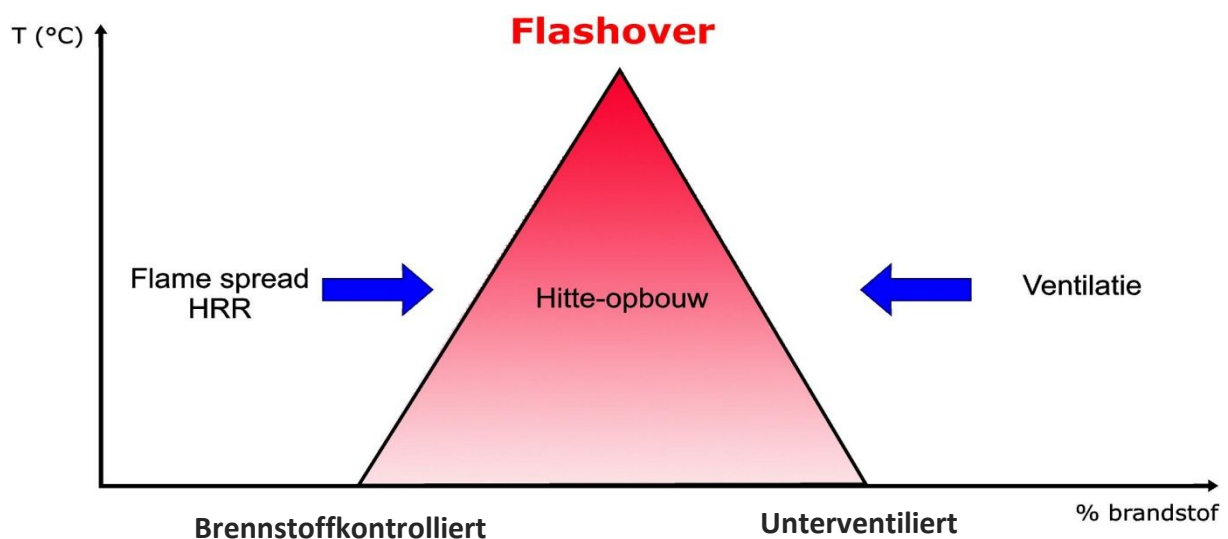 Flashover
T (°C)
Flame spread
HRR
Hitte-opbouw
Ventilatie
% brandstof
Brennstoffkontrolliert
Unterventiliert